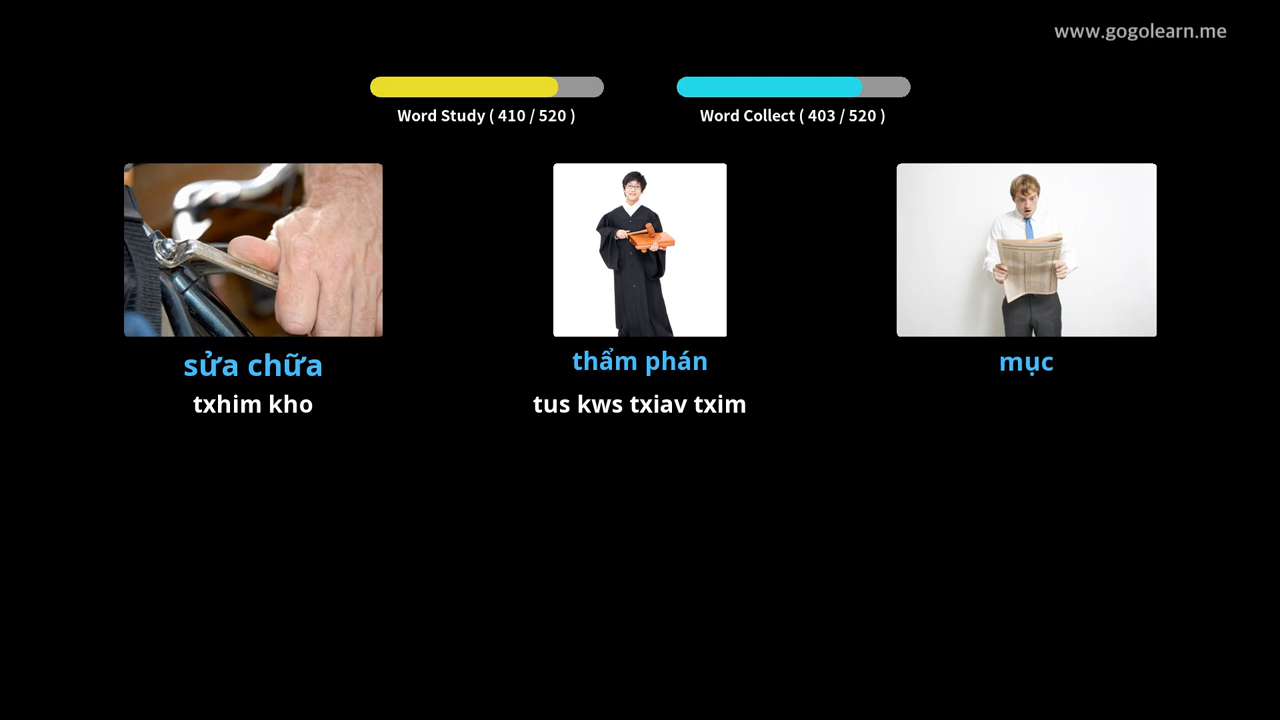 www.gogolearn.me
Word Study ( 410 / 520 )
Word Collect ( 403 / 520 )
sửa chữa
txhim kho
thẩm phán
tus kws txiav txim
mục